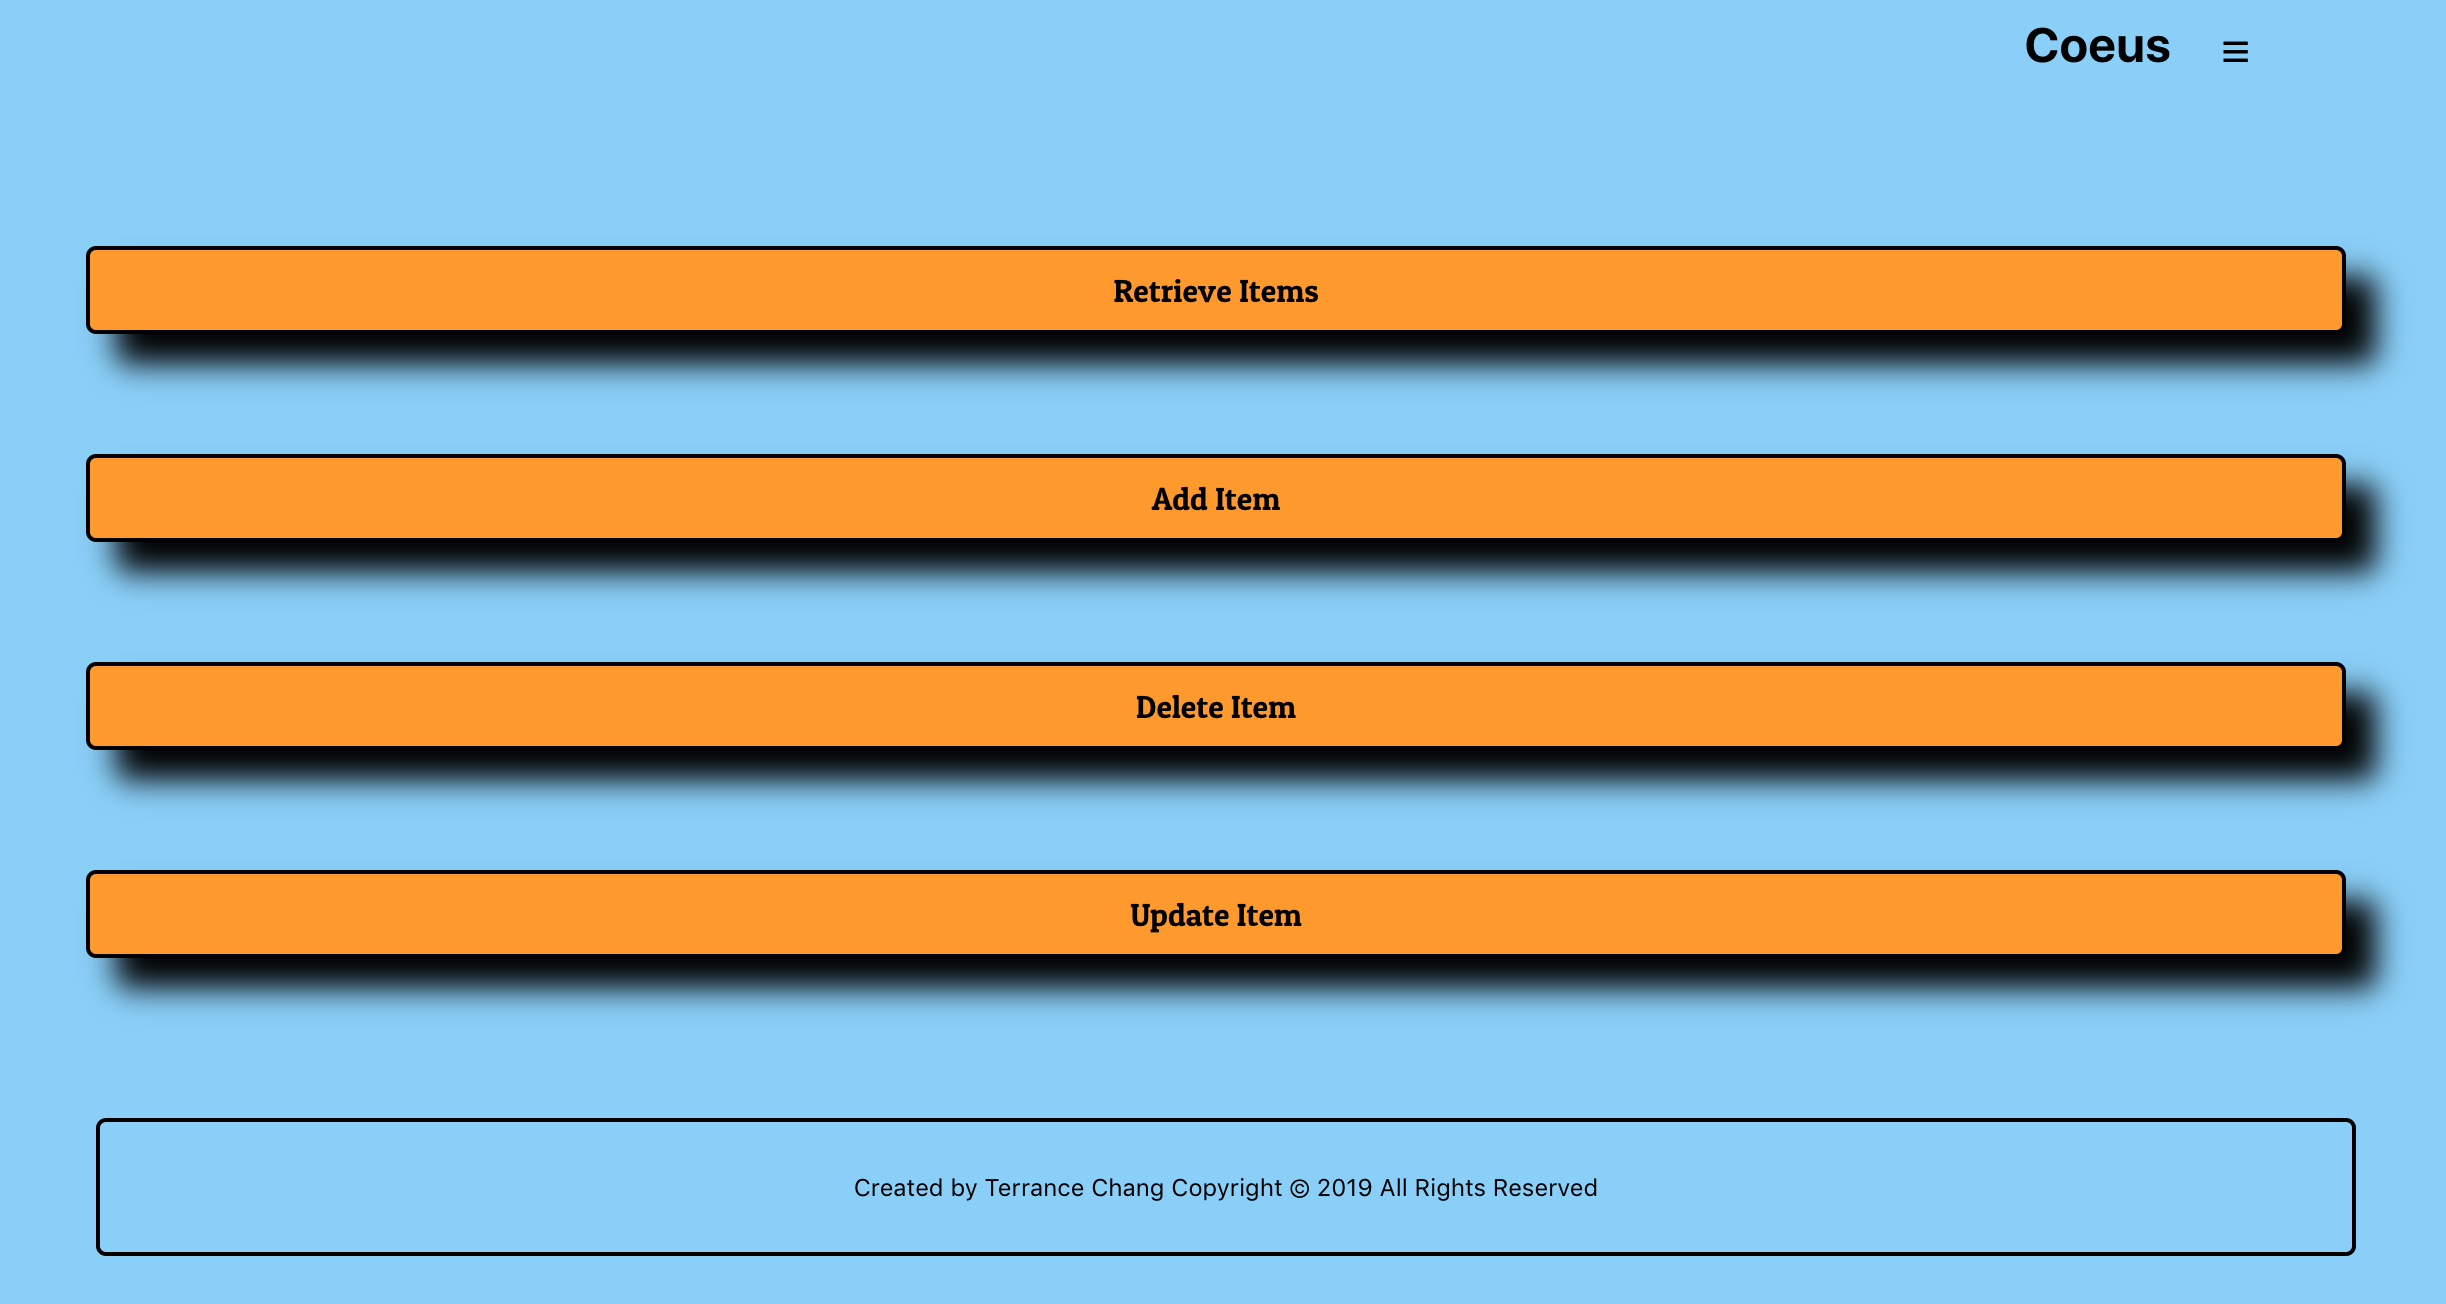 Coeus ≡
Retrieve Items
Add Item
Delete Item
Update Item
Created by Terrance Chang Copyright © 2019 All Rights Reserved